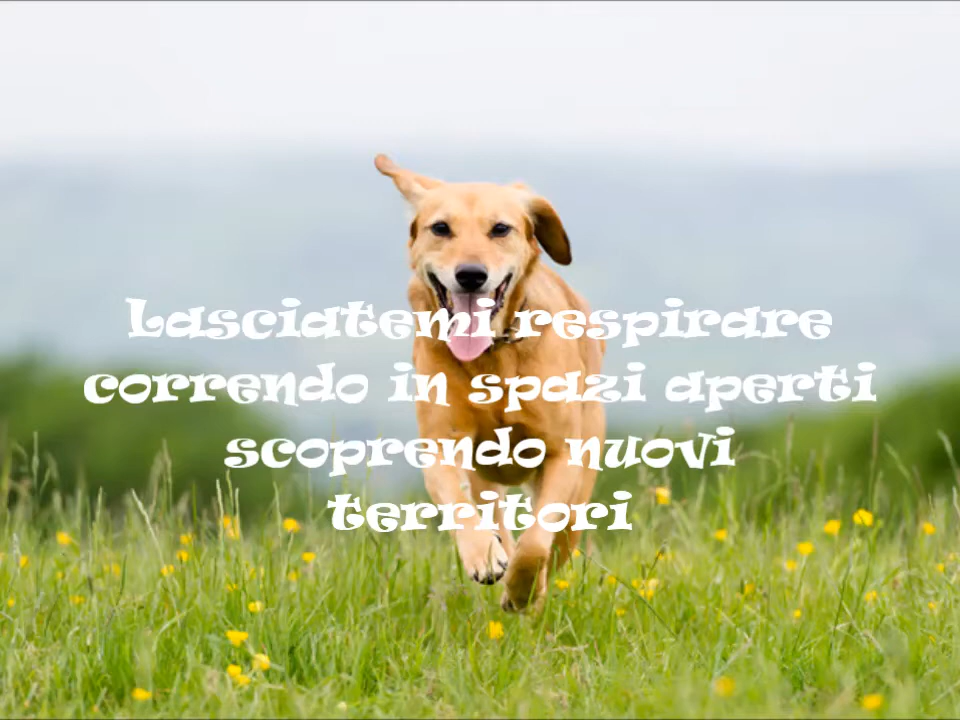 Lasciatemi respirare
correndo in spazi aperti
scoprendo nuovi
territori